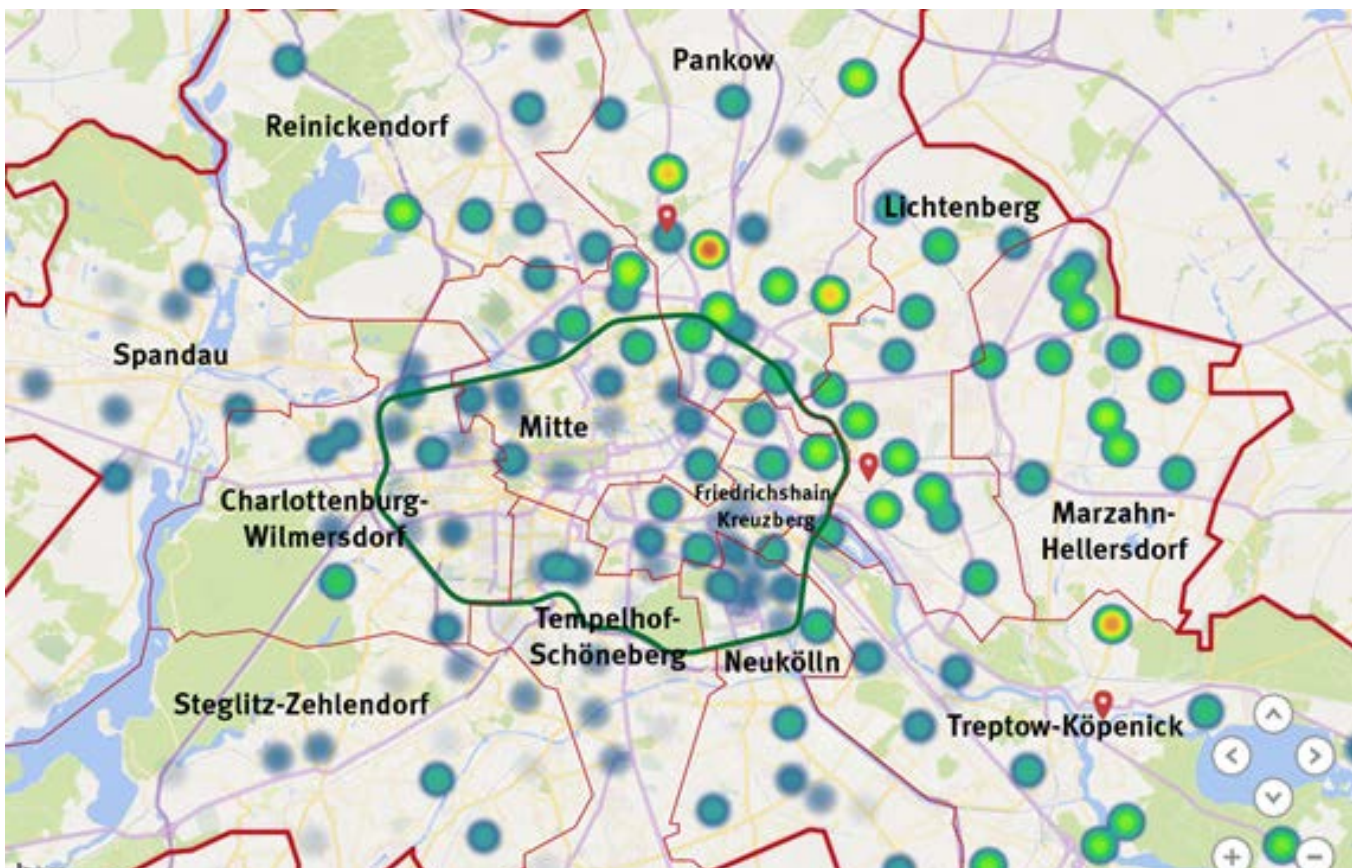 Pankow
Reinickendorf
Lichtenberg
Spandau
Mitte
Charlottenburg-
Wilmersdorf
Friedrichshain-
Kreuzberg
Marzahn-
Hellersdorf
Tempelhof-
Schöneberg
Neukölln
Steglitz-Zehlendorf
Treptow-Köpenick